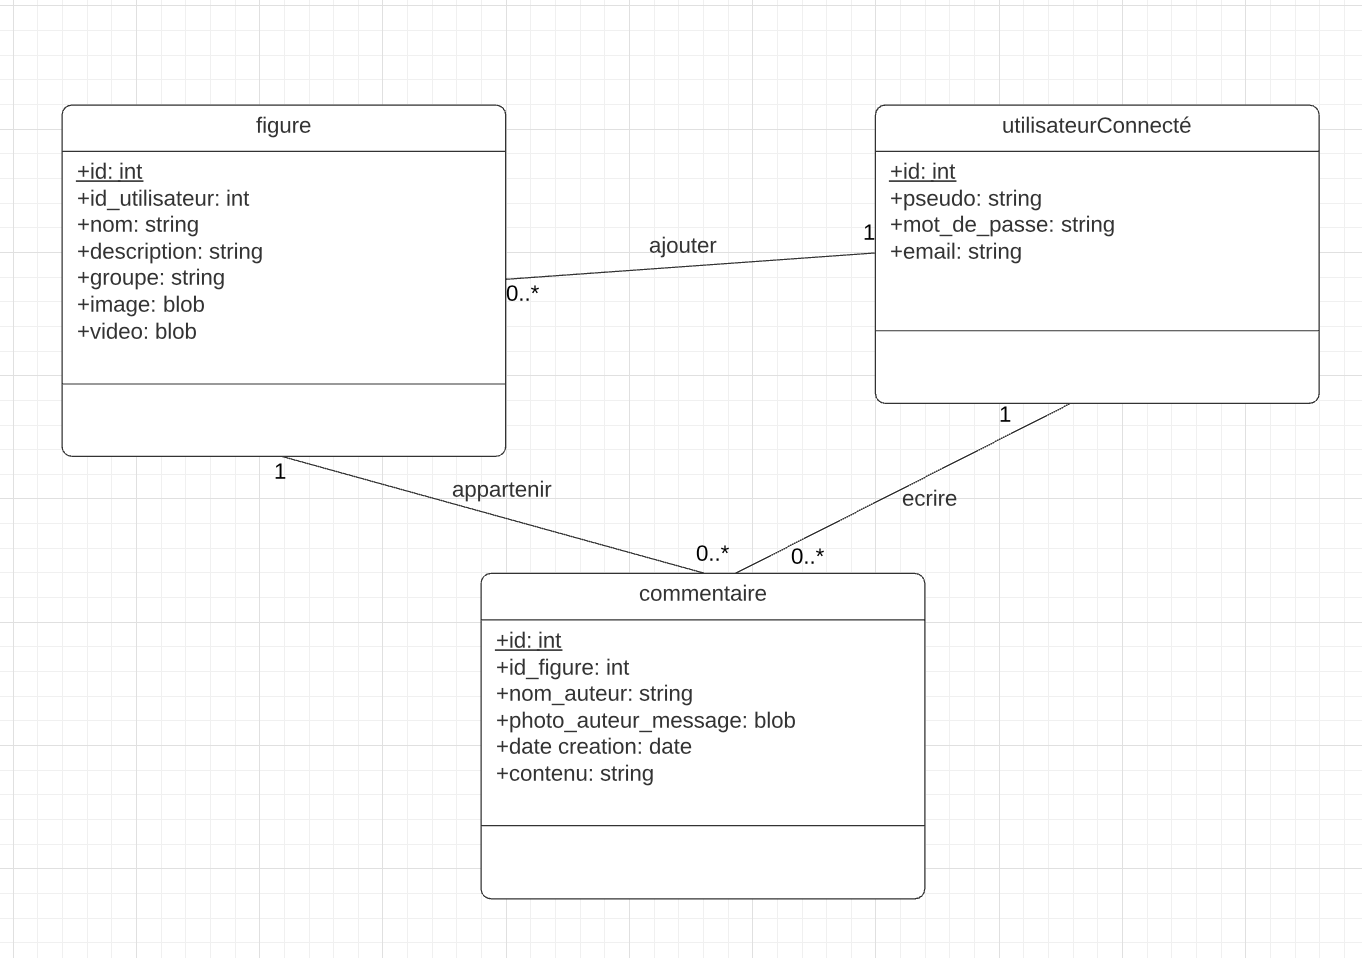 figure
+id: int
+id_utilisateur: int
+nom: string
+description: string
+groupe: string
+image: blob
+video: blob
utilisateurConnecté
+id: int
+pseudo: string
+mot_de_passe: string
+email: string
ajouter
1
0..*
1
appartenir
0..*
1
ecrire
0..*
commentaire
+id: int
+id_figure: int
+nom_auteur: string
+photo_auteur_message: blob
+date creation: date
+contenu: string